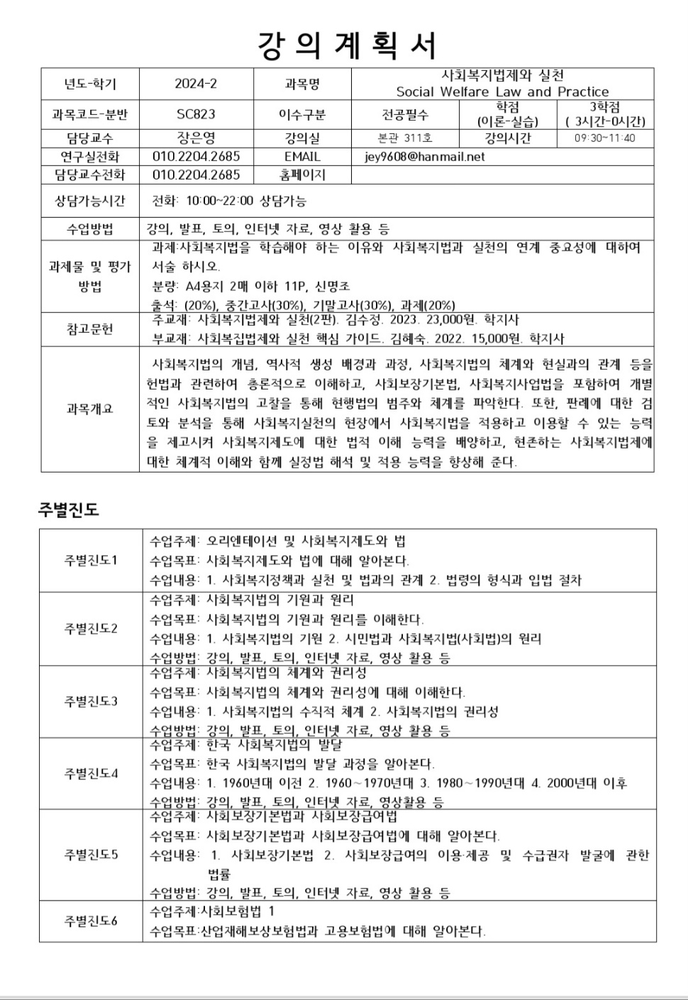 강 의 계 획 서
년도-학기 2024-2 과목명 사회복지법제와 실천
Social Welfare Law and Practice
과목코드-분반 SC823 이수구분 전공필수 학점
(이론-실습) 3학점
( 3시간-0시간)
담당교수 장은영 강의실 본관 311호 강의시간 09:30~11:40
연구실전화 010.2204.2685 EMAIL jey9608@hanmail.net
담당교수전화 010.2204.2685 홈페이지
상담가능시간 전화: 10:00~22:00 상담가능
수업방법 강의, 발표, 토의, 인터넷 자료, 영상 활용 등
과제물 및 평가
방법
과제:사회복지법을 학습해야 하는 이유와 사회복지법과 실천의 연계 중요성에 대하여
서술 하시오.
분량: A4용지 2매 이하 11P, 신명조
출석: (20%), 중간고사(30%), 기말고사(30%), 과제(20%)
참고문헌
주교재: 사회복지법제와 실천(2판). 김수정. 2023. 23,000원. 학지사
부교재: 사회복집법제와 실천 핵심 가이드. 김혜숙. 2022. 15,000원. 학지사
과목개요
사회복지법의 개념, 역사적 생성 배경과 과정, 사회복지법의 체계와 현실과의 관계 등을
헌법과 관련하여 총론적으로 이해하고, 사회보장기본법, 사회복지사업법을 포함하여 개별
적인 사회복지법의 고찰을 통해 현행법의 범주와 체계를 파악한다. 또한, 판례에 대한 검
토와 분석을 통해 사회복지실천의 현장에서 사회복지법을 적용하고 이용할 수 있는 능력
을 제고시켜 사회복지제도에 대한 법적 이해 능력을 배양하고, 현존하는 사회복지법제에
대한 체계적 이해와 함께 실정법 해석 및 적용 능력을 향상해 준다.
주별진도
주별진도1
수업주제: 오리엔테이션 및 사회복지제도와 법
수업목표: 사회복지제도와 법에 대해 알아본다.
수업내용: 1. 사회복지정책과 실천 및 법과의 관계 2. 법령의 형식과 입법 절차
주별진도2
수업주제: 사회복지법의 기원과 원리
수업목표: 사회복지법의 기원과 원리를 이해한다.
수업내용: 1. 사회복지법의 기원 2. 시민법과 사회복지법(사회법)의 원리
수업방법: 강의, 발표, 토의, 인터넷 자료, 영상 활용 등
주별진도3
수업주제: 사회복지법의 체계와 권리성
수업목표: 사회복지법의 체계와 권리성에 대해 이해한다.
수업내용: 1. 사회복지법의 수직적 체계 2. 사회복지법의 권리성
수업방법: 강의, 발표, 토의, 인터넷 자료, 영상 활용 등
주별진도4
수업주제: 한국 사회복지법의 발달
수업목표: 한국 사회복지법의 발달 과정을 알아본다.
수업내용: 1. 1960년대 이전 2. 1960～1970년대 3. 1980～1990년대 4. 2000년대 이후
수업방법: 강의, 발표, 토의, 인터넷 자료, 영상활용 등
주별진도5
수업주제: 사회보장기본법과 사회보장급여법
수업목표: 사회보장기본법과 사회보장급여법에 대해 알아본다.
수업내용: 1. 사회보장기본법 2. 사회보장급여의 이용·제공 및 수급권자 발굴에 관한
법률
수업방법: 강의, 발표, 토의, 인터넷 자료, 영상 활용 등
주별진도6
수업주제:사회보험법 1
수업목표:산업재해보상보험법과 고용보험법에 대해 알아본다.